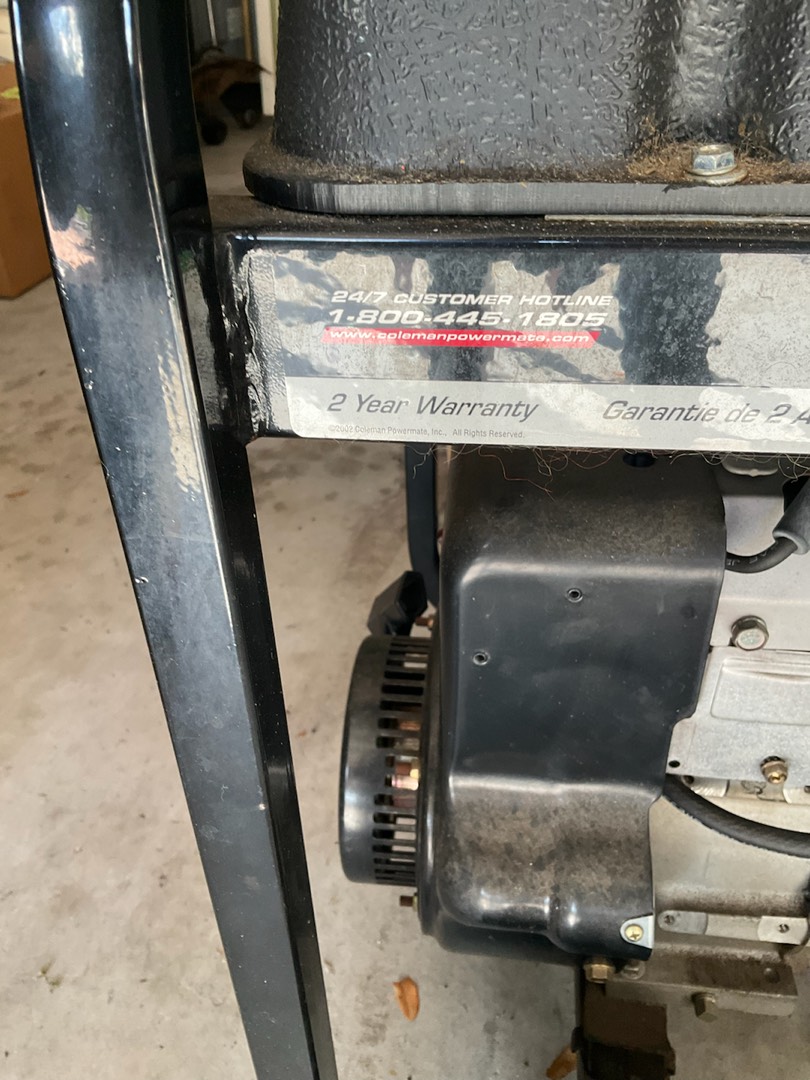 24/7 CUSTOMER HOTLINE
1-800-445-1805
www.colemanpowermate.com
2 Year Warranty Garantie de 2
©2002 Coleman Powermate, Inc., All Rights Reserved.